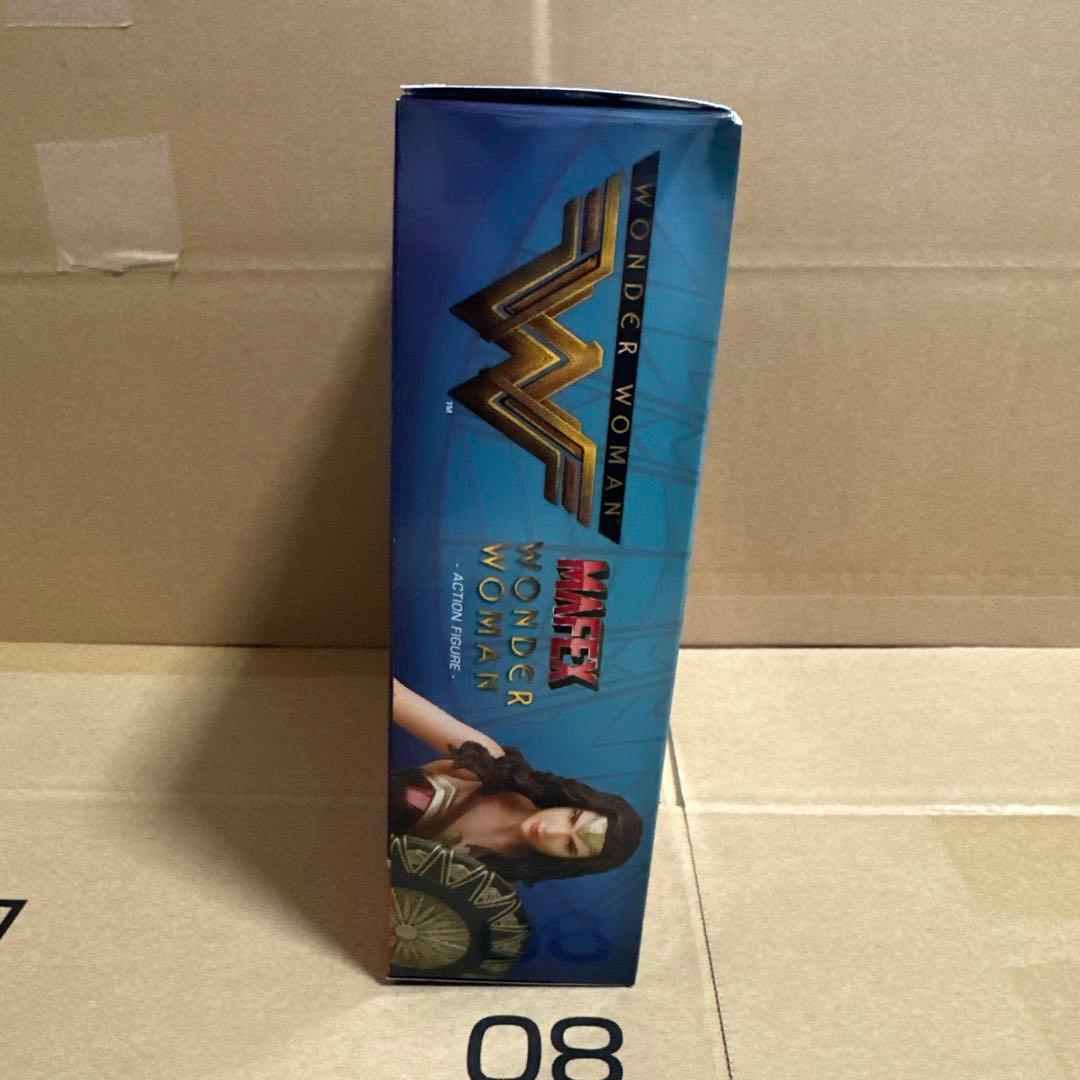 WONDER WOMAN
TM
MAFEX
WONDER
WOMAN
- ACTION FIGURE -
08